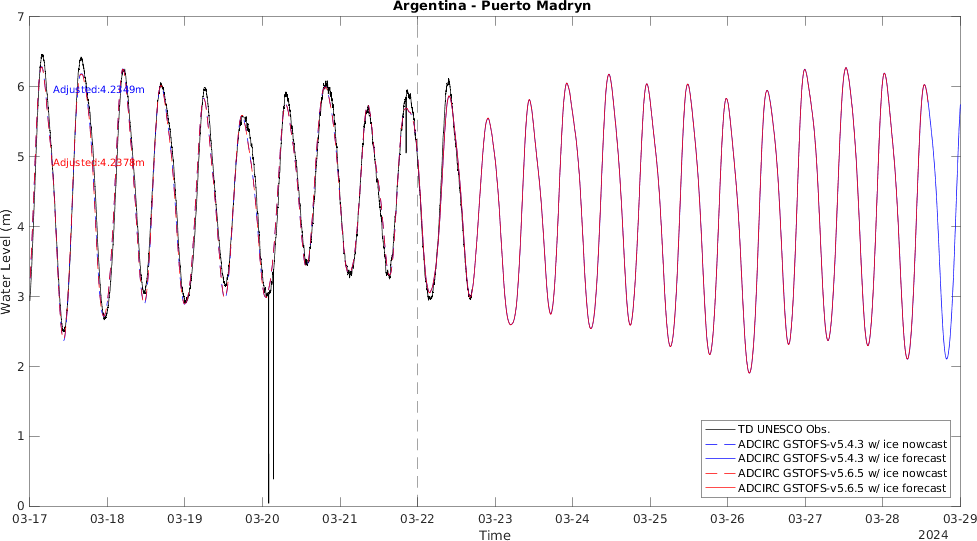 Argentina - Puerto Madryn
7
6
5
4
3
2
1
0
Water Level (m)
Adjusted:4.2349m
Adjusted:4.2378m
TD UNESCO Obs.
ADCIRC GSTOFS-v5.4.3 w/ ice nowcast
ADCIRC GSTOFS-v5.4.3 w/ ice forecast
ADCIRC GSTOFS-v5.6.5 w/ ice nowcast
ADCIRC GSTOFS-v5.6.5 w/ ice forecast
03-17 03-18 03-19 03-20 03-21 03-22 03-23 03-24 03-25 03-26 03-27 03-28 03-29
Time
2024